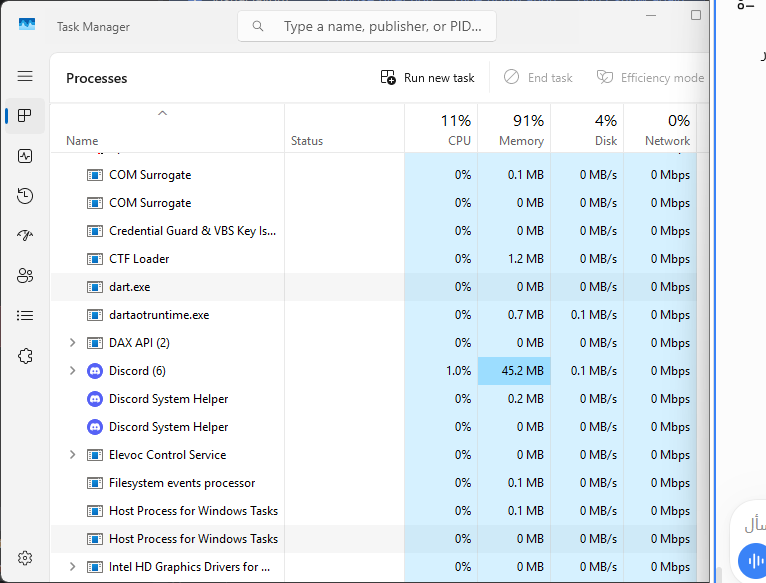 Task Manager
Type a name, publisher, or PID...
Processes
Run new task
End task
Efficiency mode
11% 91% 4% 0%
Name Status CPU Memory Disk Network
COM Surrogate 0% 0.1 MB 0 MB/s 0 Mbps
COM Surrogate 0% 0 MB 0 MB/s 0 Mbps
Credential Guard & VBS Key Is... 0% 0 MB 0 MB/s 0 Mbps
CTF Loader 0% 1.2 MB 0 MB/s 0 Mbps
dart.exe 0% 0 MB 0 MB/s 0 Mbps
dartaotruntime.exe 0% 0.7 MB 0.1 MB/s 0 Mbps
DAX API (2) 0% 0 MB 0 MB/s 0 Mbps
Discord (6) 1.0% 45.2 MB 0.1 MB/s 0 Mbps
Discord System Helper 0% 0.2 MB 0 MB/s 0 Mbps
Discord System Helper 0% 0 MB 0 MB/s 0 Mbps
Elevoc Control Service 0% 0 MB 0 MB/s 0 Mbps
Filesystem events processor 0% 0.1 MB 0 MB/s 0 Mbps
Host Process for Windows Tasks 0% 0.1 MB 0 MB/s 0 Mbps
Host Process for Windows Tasks 0% 0 MB 0 MB/s 0 Mbps
Intel HD Graphics Drivers for ... 0% 0 MB 0 MB/s 0 Mbps